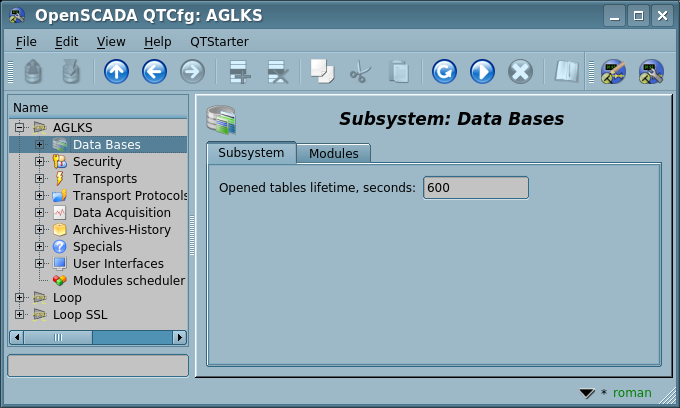 OpenSCADA QTCfg: AGLKS
File Edit View Help QTStarter
Name
AGLKS
Data Bases
Security
Transports
Transport Protocols
Data Acquisition
Archives-History
Specials
User Interfaces
Modules scheduler
Loop
Loop SSL
Subsystem: Data Bases
Subsystem Modules
Opened tables lifetime, seconds: 600
* roman